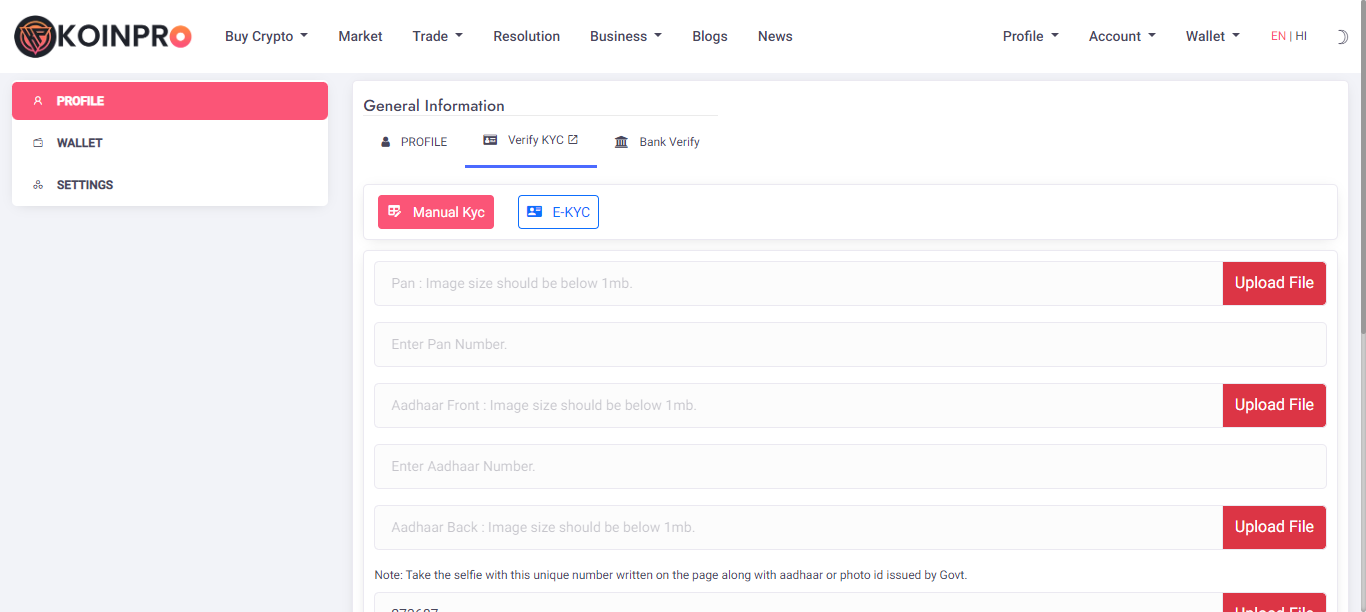 KOINPRO Buy Crypto Market Trade Resolution Business Blogs News Profile Account Wallet EN | HI
PROFILE
WALLET
SETTINGS
General Information
PROFILE Verify KYC Bank Verify
Manual Kyc E-KYC
Pan : Image size should be below 1mb. Upload File
Enter Pan Number.
Aadhaar Front : Image size should be below 1mb. Upload File
Enter Aadhaar Number.
Aadhaar Back : Image size should be below 1mb. Upload File
Note: Take the selfie with this unique number written on the page along with aadhaar or photo id issued by Govt.
Upload File